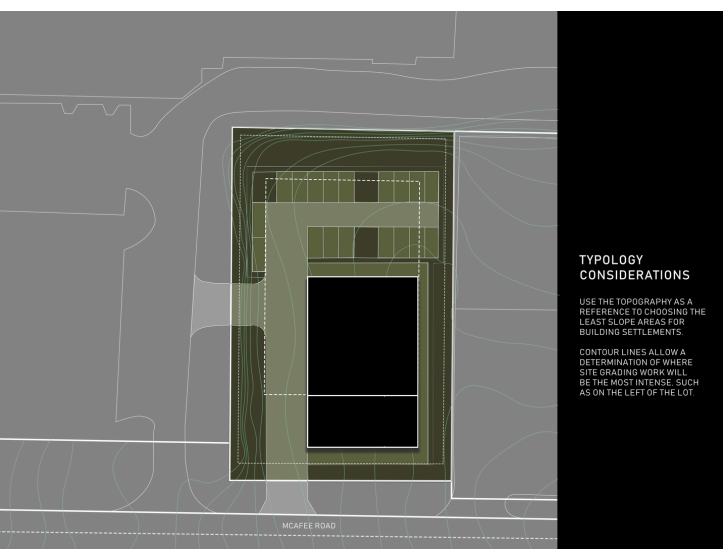 TYPOLOGY
CONSIDERATIONS
USE THE TOPOGRAPHY AS A
REFERENCE TO CHOOSING THE
LEAST SLOPE AREAS FOR
BUILDING SETTLEMENTS.
CONTOUR LINES ALLOW A
DETERMINATION OF WHERE
SITE GRADING WORK WILL
BE THE MOST INTENSE. SUCH
AS ON THE LEFT OF THE LOT.
MCAFEE ROAD